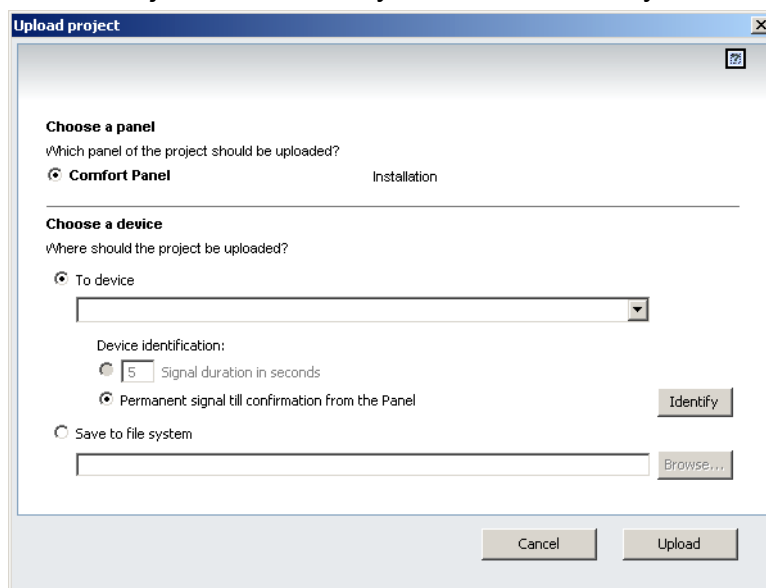 Upload project
Choose a panel
Which panel of the project should be uploaded?
Comfort Panel Installation
Choose a device
Where should the project be uploaded?
To device
Device identification:
5 Signal duration in seconds
Permanent signal till confirmation from the Panel
Identify
Save to file system
Browse...
Cancel Upload